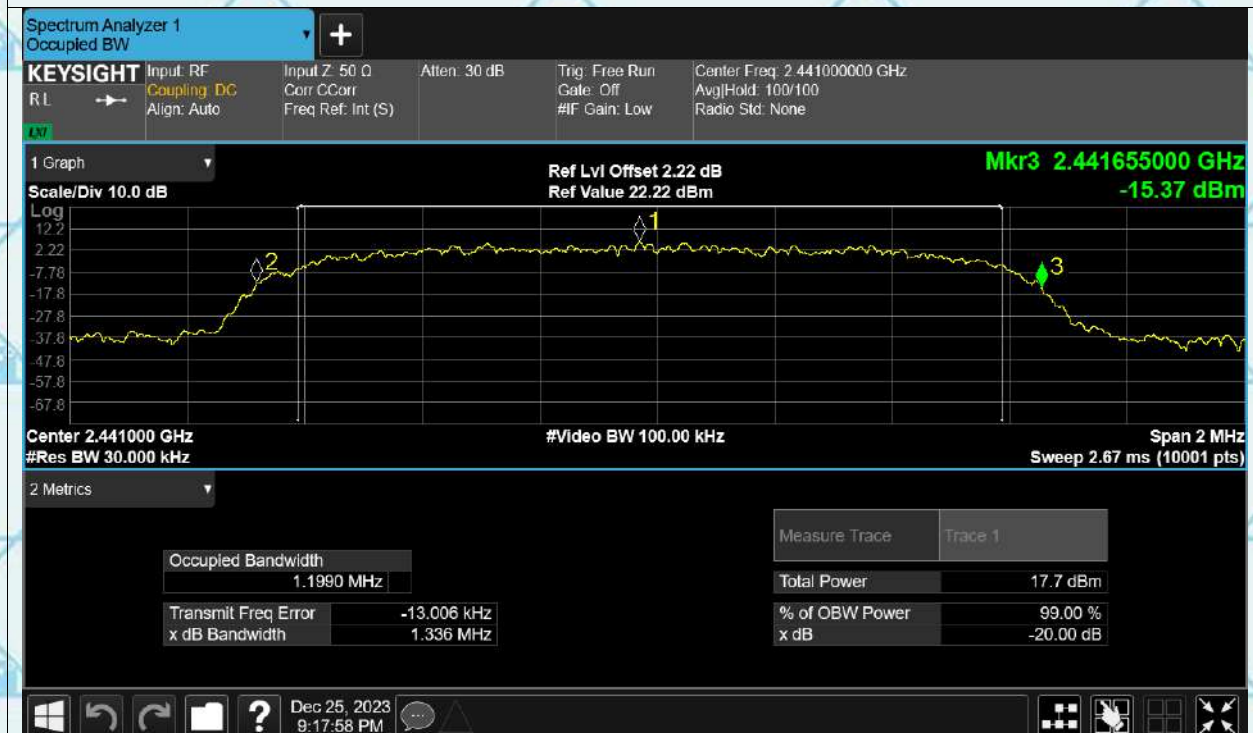 Spectrum Analyzer 1
Occupied BW
+
KEYSIGHT
RL
LXI
Input: RF
Coupling: DC
Align: Auto
Input Z: 50 Ω
Corr CCorr
Freq Ref: Int (S)
Atten: 30 dB
Trig: Free Run
Gate: Off
#IF Gain: Low
Center Freq: 2.441000000 GHz
Avg|Hold: 100/100
Radio Std: None
1 Graph
Scale/Div 10.0 dB
Ref Lvl Offset 2.22 dB
Ref Value 22.22 dBm
Mkr3 2.441655000 GHz
-15.37 dBm
Log
12.2
2.22
-7.78
-17.8
-27.8
-37.8
-47.8
-57.8
-67.8
1
2
3
Center 2.441000 GHz
#Video BW 100.00 kHz
Span 2 MHz
#Res BW 30.000 kHz
Sweep 2.67 ms (10001 pts)
2 Metrics
Measure Trace Trace 1
Occupied Bandwidth
1.1990 MHz
Total Power 17.7 dBm
Transmit Freq Error -13.006 kHz
% of OBW Power 99.00 %
x dB Bandwidth 1.336 MHz
x dB -20.00 dB
?
Dec 25, 2023
9:17:58 PM